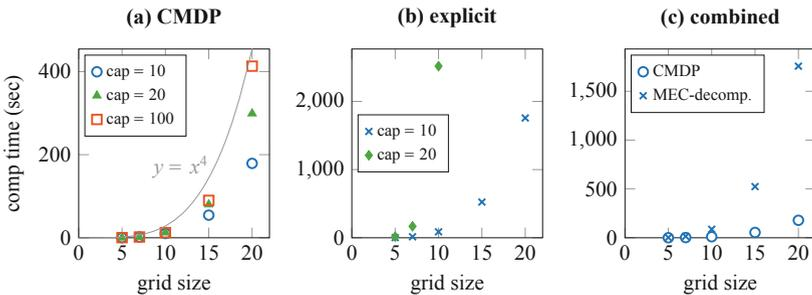 (a) CMDP
comp time (sec)
400
200
0
cap = 10
cap = 20
cap = 100
y = x^4
0 5 10 15 20
grid size
(b) explicit
2,000
1,000
0
cap = 10
cap = 20
0 5 10 15 20
grid size
(c) combined
1,500
1,000
500
0
CMDP
MEC-decomp.
0 5 10 15 20
grid size